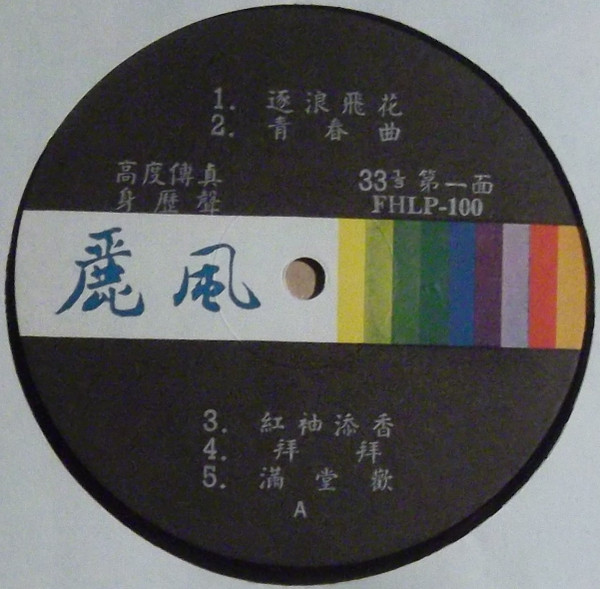 1. 逐浪飛花
2. 青春曲
高度傳真
身歷聲
33⅓ 第一面
FHLP-100
麗風
3. 紅袖添香
4. 拜拜
5. 滿堂歡
A